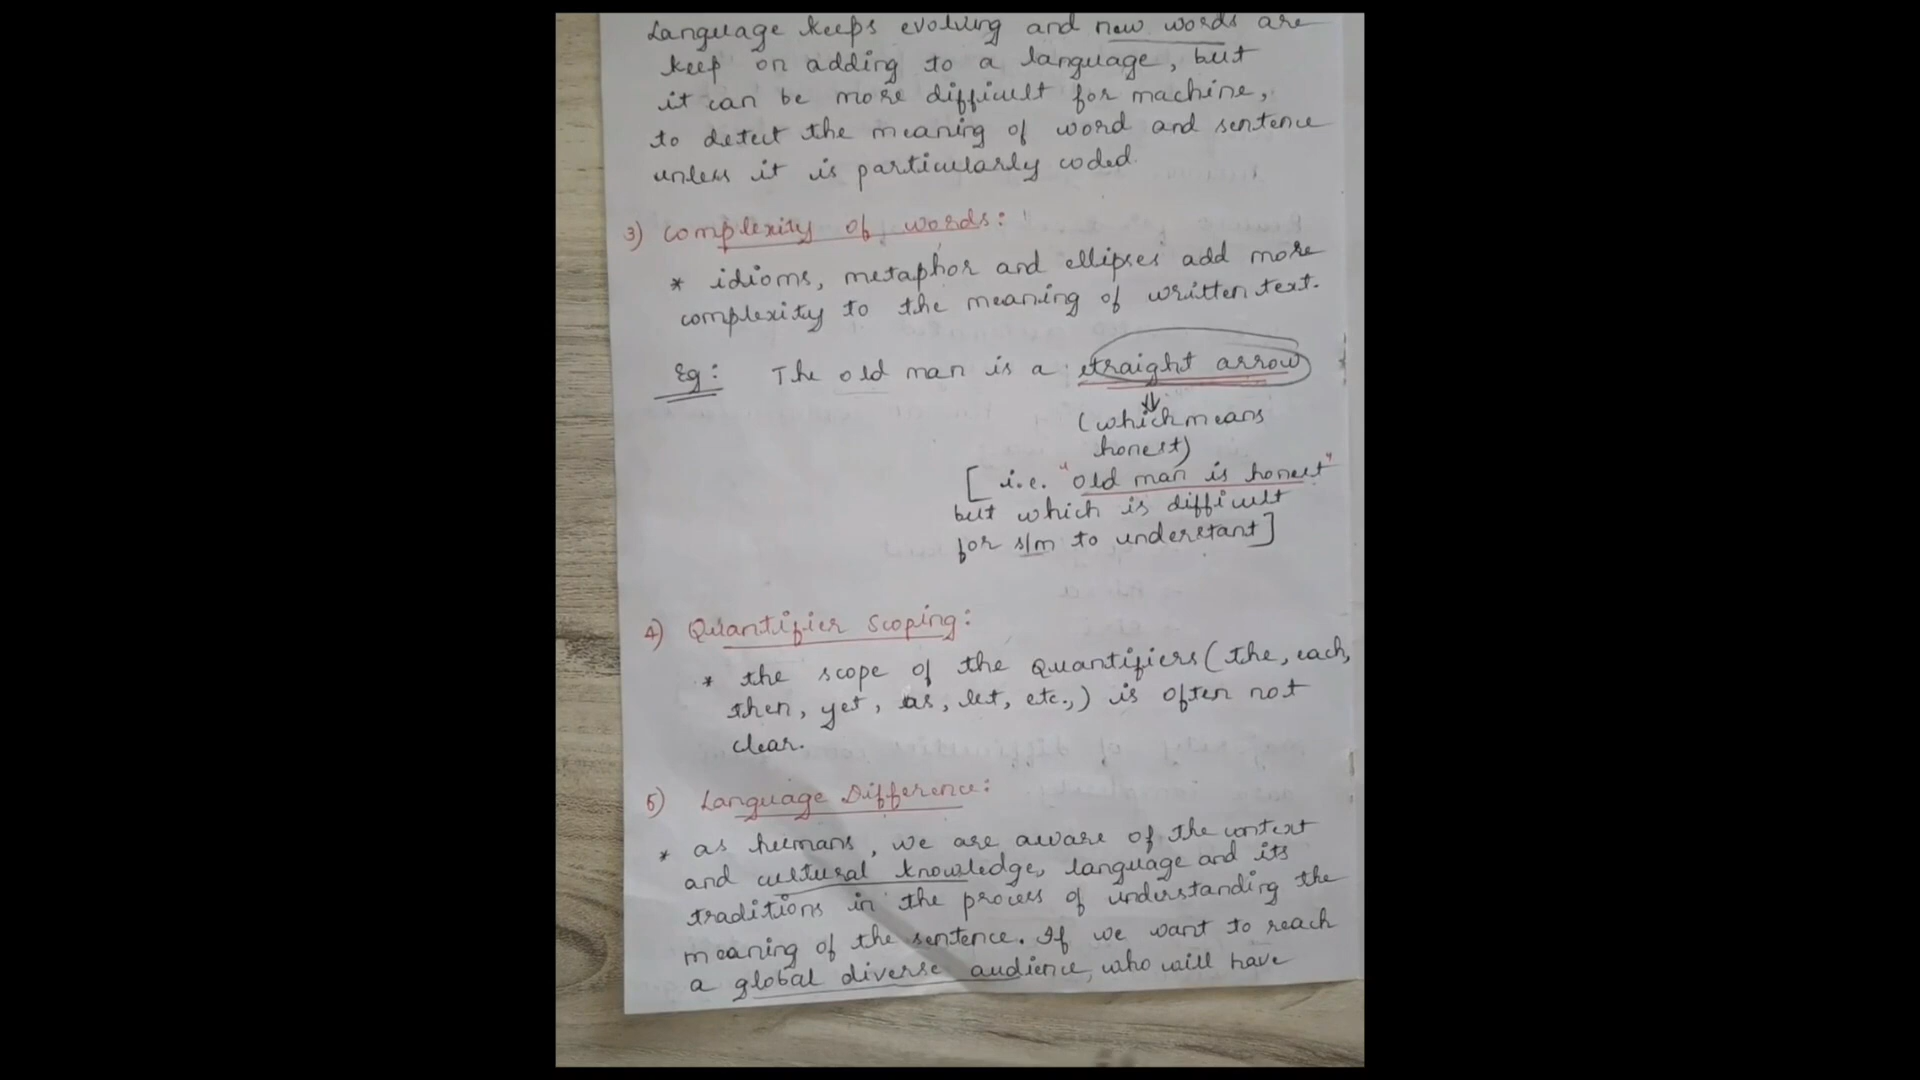 Language keeps evolving and new words are
keep on adding to a language, but
it can be more difficult for machine,
to detect the meaning of word and sentence
unless it is particularly coded.
3) Complexity of words:
* idioms, metaphor and ellipses add more
complexity to the meaning of written text.
Eg: The old man is a straight arrow
(which means
honest)
[ i.e. "old man is honest"
but which is difficult
for s/m to understant]
4) Quantifier Scoping:
* the scope of the Quantifiers (the, each,
then, yet, as, let, etc.,) is often not
clear.
5) Language Difference:
* as humans, we are aware of the context
and cultural knowledge, language and its
traditions in the process of understanding the
meaning of the sentence. If we want to reach
a global diverse audience, who will have